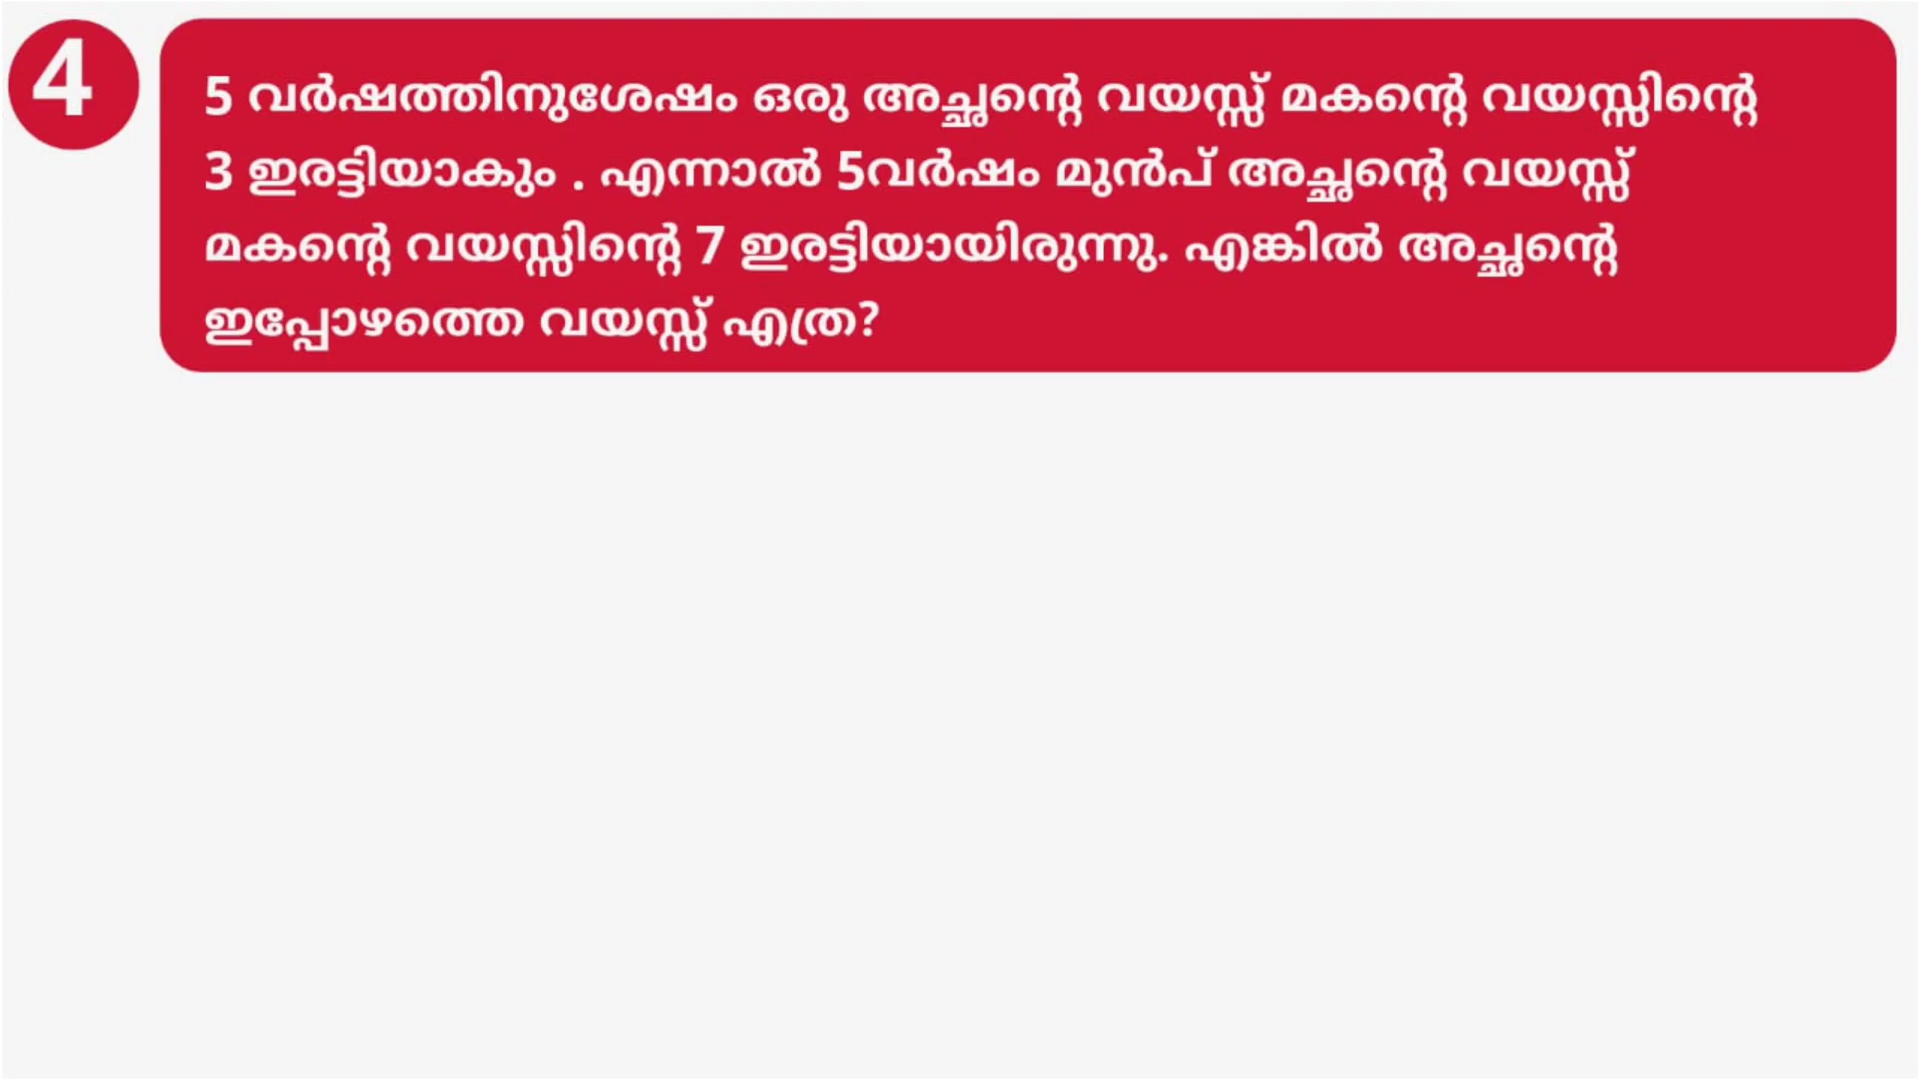 4
5 വർഷത്തിനുശേഷം ഒരു അച്ഛന്റെ വയസ്സ് മകന്റെ വയസ്സിന്റെ
3 ഇരട്ടിയാകും . എന്നാൽ 5വർഷം മുൻപ് അച്ഛന്റെ വയസ്സ്
മകന്റെ വയസ്സിന്റെ 7 ഇരട്ടിയായിരുന്നു. എങ്കിൽ അച്ഛന്റെ
ഇപ്പോഴത്തെ വയസ്സ് എത്ര?